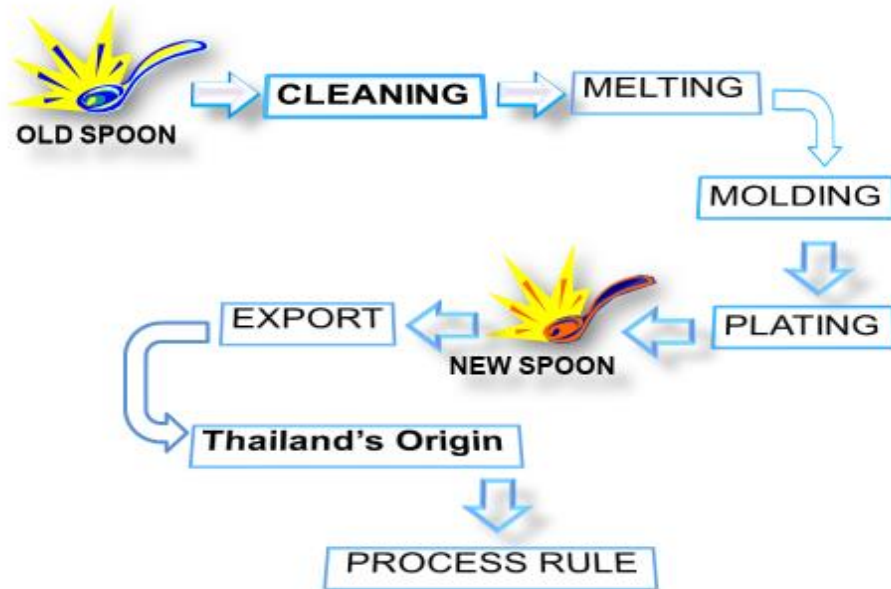 OLD SPOON
CLEANING
MELTING
MOLDING
PLATING
NEW SPOON
EXPORT
Thailand's Origin
PROCESS RULE